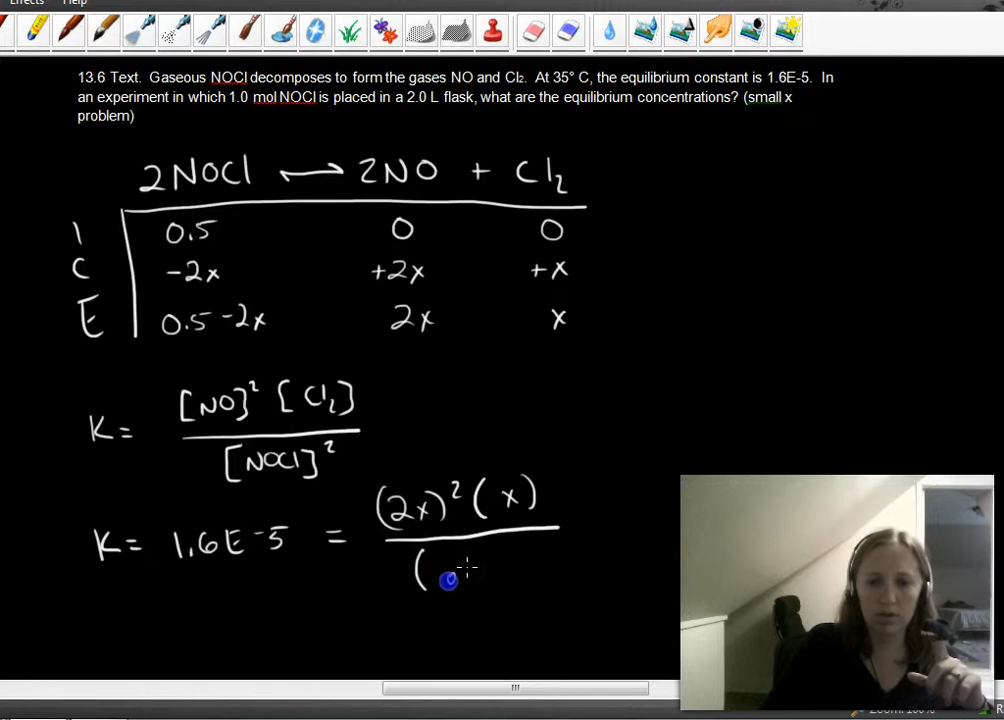 Effects Help
13.6 Text. Gaseous NOCl decomposes to form the gases NO and Cl₂. At 35° C, the equilibrium constant is 1.6E-5. In
an experiment in which 1.0 mol NOCl is placed in a 2.0 L flask, what are the equilibrium concentrations? (small x
problem)
2NOCl ⟷ 2NO + Cl₂
I 0.5 0 0
C -2x +2x +x
E 0.5-2x 2x x
K = [NO]² [Cl₂]
[NOCl]²
K = 1.6E-5 = (2x)² (x)
(
Zoom: 100%